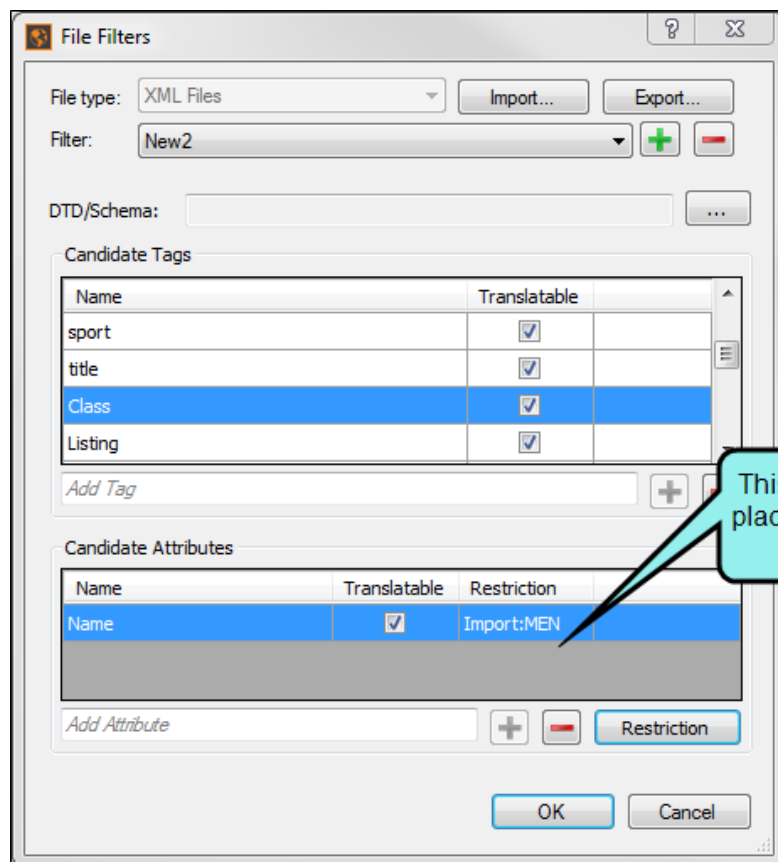 File Filters
File type: XML Files Import... Export...
Filter: New2
DTD/Schema: ...
Candidate Tags
Name Translatable
sport
title
Class
Listing
Add Tag
This
plac
Candidate Attributes
Name Translatable Restriction
Name Import:MEN
Add Attribute Restriction
OK Cancel